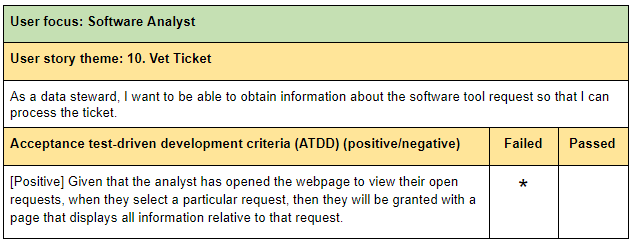 User focus: Software Analyst
User story theme: 10. Vet Ticket
As a data steward, I want to be able to obtain information about the software tool request so that I can
process the ticket.
Acceptance test-driven development criteria (ATDD) (positive/negative) Failed Passed
[Positive] Given that the analyst has opened the webpage to view their open *
requests, when they select a particular request, then they will be granted with a
page that displays all information relative to that request.